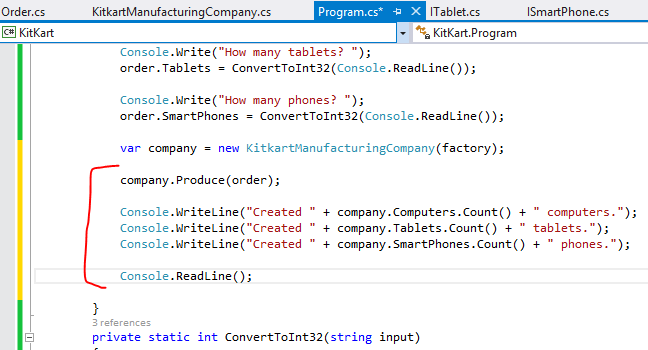 Order.cs KitkartManufacturingCompany.cs Program.cs* ITablet.cs ISmartPhone.cs
C# KitKart KitKart.Program
Console.Write("How many tablets? ");
order.Tablets = ConvertToInt32(Console.ReadLine());
Console.Write("How many phones? ");
order.SmartPhones = ConvertToInt32(Console.ReadLine());
var company = new KitkartManufacturingCompany(factory);
company.Produce(order);
Console.WriteLine("Created " + company.Computers.Count() + " computers.");
Console.WriteLine("Created " + company.Tablets.Count() + " tablets.");
Console.WriteLine("Created " + company.SmartPhones.Count() + " phones.");
Console.ReadLine();
}
3 references
private static int ConvertToInt32(string input)
{